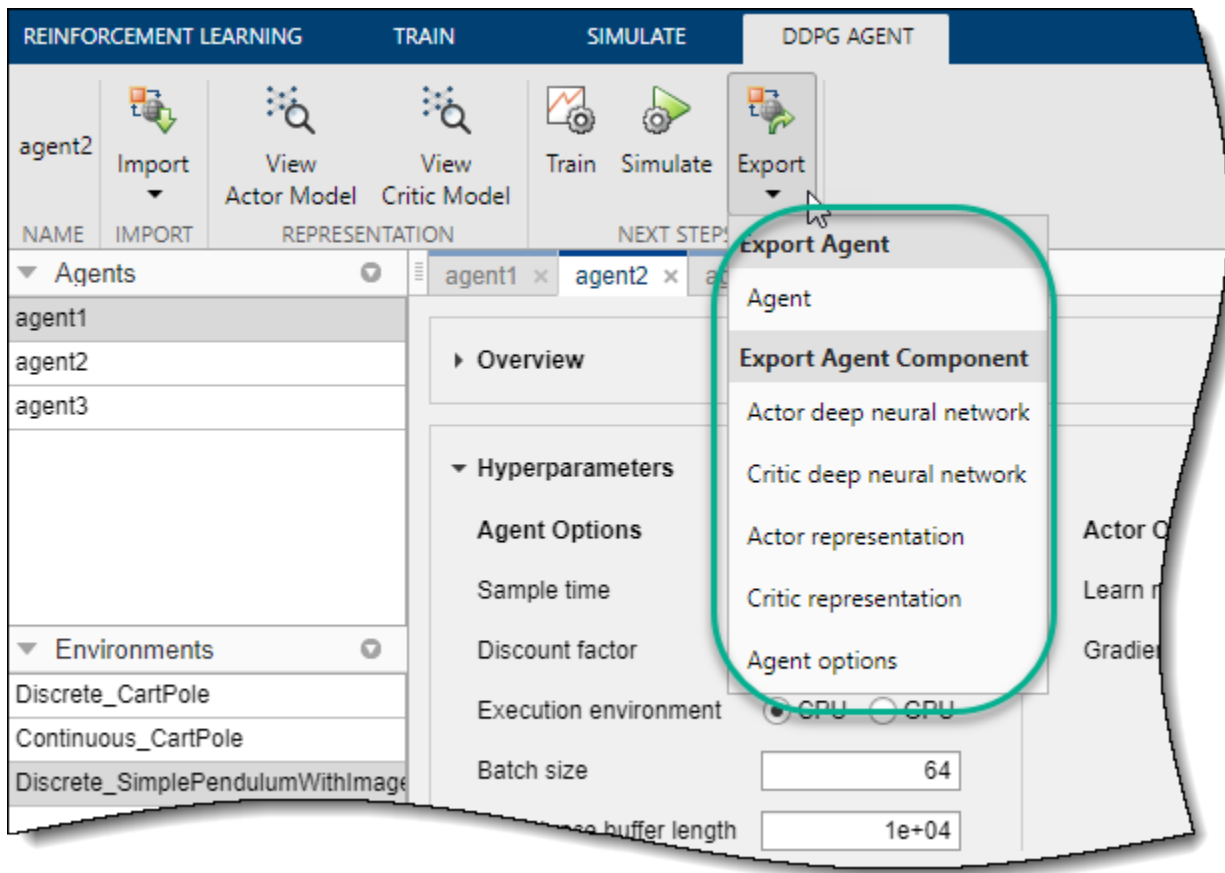 REINFORCEMENT LEARNING TRAIN SIMULATE DDPG AGENT
agent2
Import
View
Actor Model
View
Critic Model
Train
Simulate
Export
NAME IMPORT REPRESENTATION NEXT STEPS
Export Agent
Agent
Export Agent Component
Actor deep neural network
Critic deep neural network
Actor representation
Critic representation
Agent options
Agents
agent1
agent2
agent3
Environments
Discrete_CartPole
Continuous_CartPole
Discrete_SimplePendulumWithImage
agent1 × agent2 ×
Overview
Hyperparameters
Agent Options
Sample time
Discount factor
Execution environment CPU GPU
Batch size 64
buffer length 1e+04
Actor
Learn